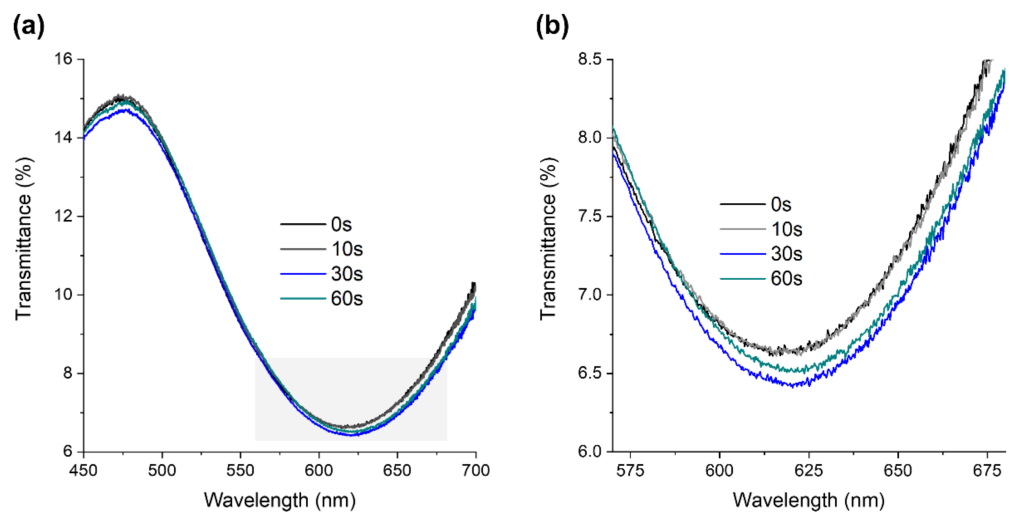 (a)
16
14
12
10
8
6
450 500 550 600 650 700
Transmittance (%)
Wavelength (nm)
0s
10s
30s
60s
(b)
8.5
8.0
7.5
7.0
6.5
6.0
575 600 625 650 675
Transmittance (%)
Wavelength (nm)
0s
10s
30s
60s